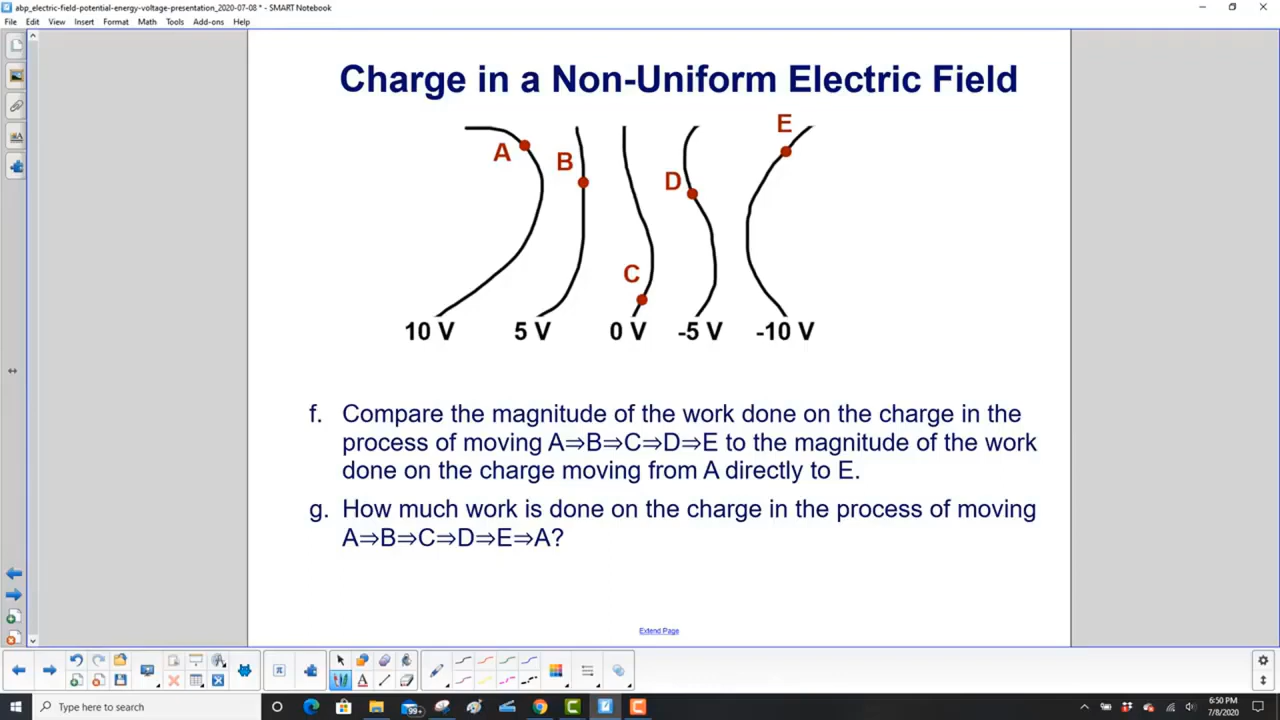 abp_electric-field-potential-energy-voltage-presentation_2020-07-08 * - SMART Notebook
File Edit View Insert Format Math Tools Add-ons Help
Charge in a Non-Uniform Electric Field
A
B
C
D
E
10 V 5 V 0 V -5 V -10 V
f. Compare the magnitude of the work done on the charge in the
process of moving A⇒B⇒C⇒D⇒E to the magnitude of the work
done on the charge moving from A directly to E.
g. How much work is done on the charge in the process of moving
A⇒B⇒C⇒D⇒E⇒A?
Extend Page
Type here to search
99+
6:50 PM
7/8/2020